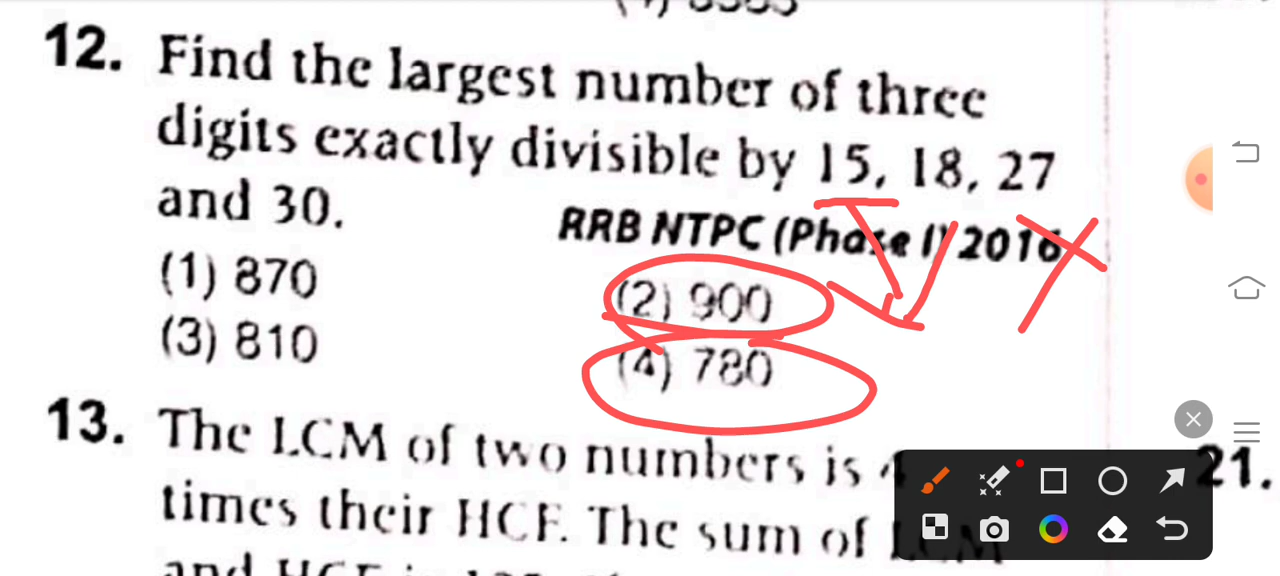 12. Find the largest number of three
digits exactly divisible by 15, 18, 27
and 30.
RRB NTPC (Phase I) 2016
(1) 870
(2) 900
(3) 810
(4) 780
13. The LCM of two numbers is 4
times their HCF. The sum of LCM
21.